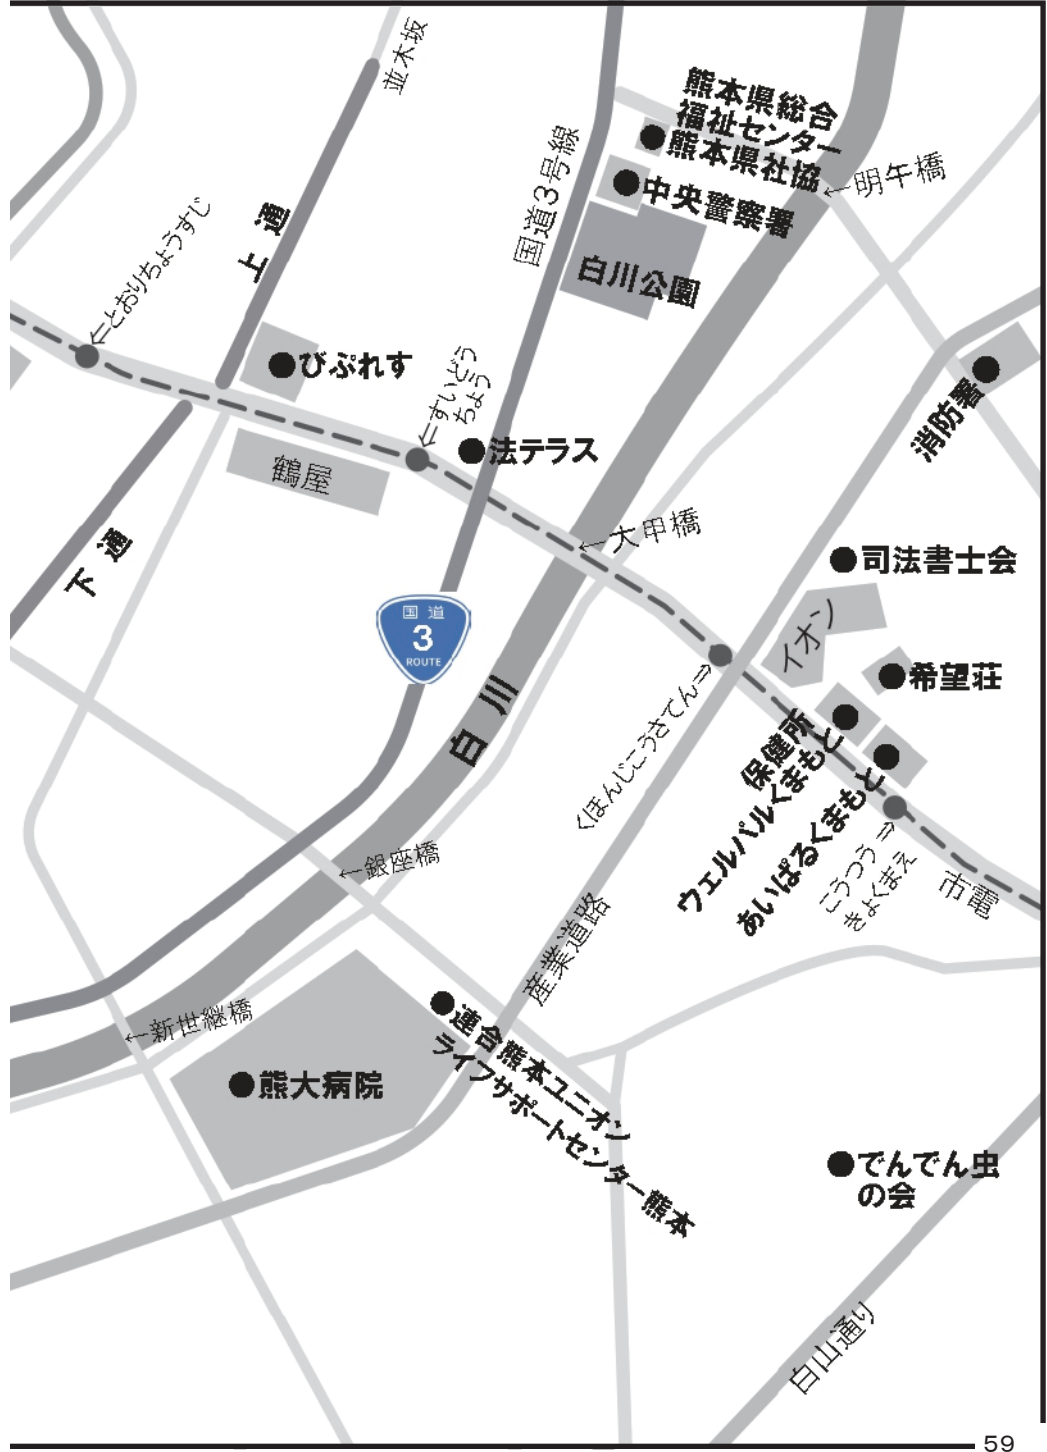 並木坂
熊本県総合
福祉センター
熊本県社協
中央警察署
←明午橋
国道3号線
白川公園
上通
⇐とおりちょうすじ
びぷれす
←すいどう
ちょう
法テラス
消防署
鶴屋
←大甲橋
下通
司法書士会
国道
3
ROUTE
イオン
希望荘
白川
くほんじこうさてん⇒
保健所
ウェルパルくまもと
あいぱるくまもと
こうつう⇒
きょくまえ
市電
←銀座橋
産業道路
←新世継橋
連合熊本ユニオン
ライフサポートセンター熊本
熊大病院
でんでん虫
の会
白山通り
59